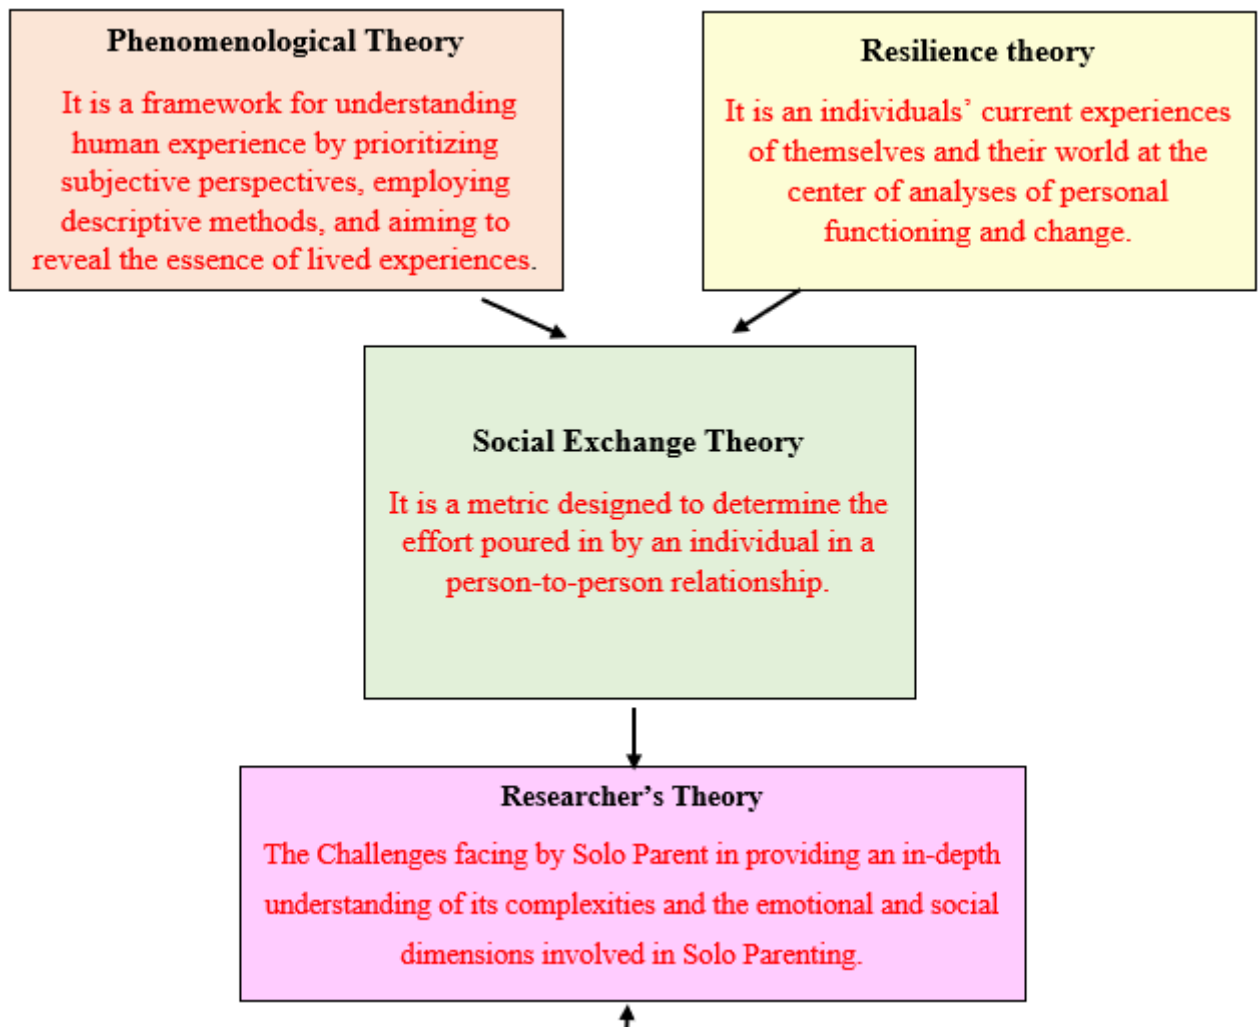 Phenomenological Theory
It is a framework for understanding
human experience by prioritizing
subjective perspectives, employing
descriptive methods, and aiming to
reveal the essence of lived experiences.
Resilience theory
It is an individuals’ current experiences
of themselves and their world at the
center of analyses of personal
functioning and change.
Social Exchange Theory
It is a metric designed to determine the
effort poured in by an individual in a
person-to-person relationship.
Researcher’s Theory
The Challenges facing by Solo Parent in providing an in-depth
understanding of its complexities and the emotional and social
dimensions involved in Solo Parenting.